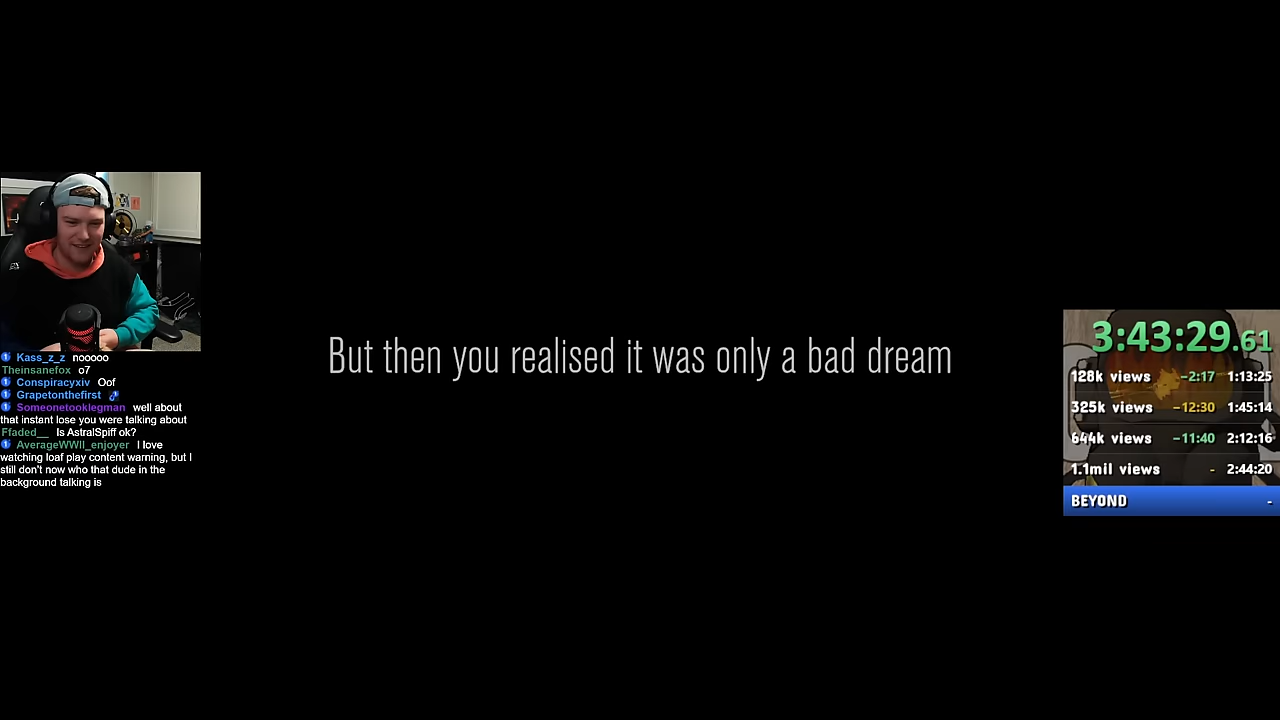 Kass_z_z nooooo
Theinsanefox o7
Conspiracyxiv Oof
Grapetonthefirst
Someonetooklegman well about
that instant lose you were talking about
Ffaded__ Is AstralSpiff ok?
AverageWWII_enjoyer I love
watching loaf play content warning, but I
still don't now who that dude in the
background talking is
But then you realised it was only a bad dream
3:43:29.61
128k views -2:17 1:13:25
325k views -12:30 1:45:14
644k views -11:40 2:12:16
1.1mil views - 2:44:20
BEYOND -